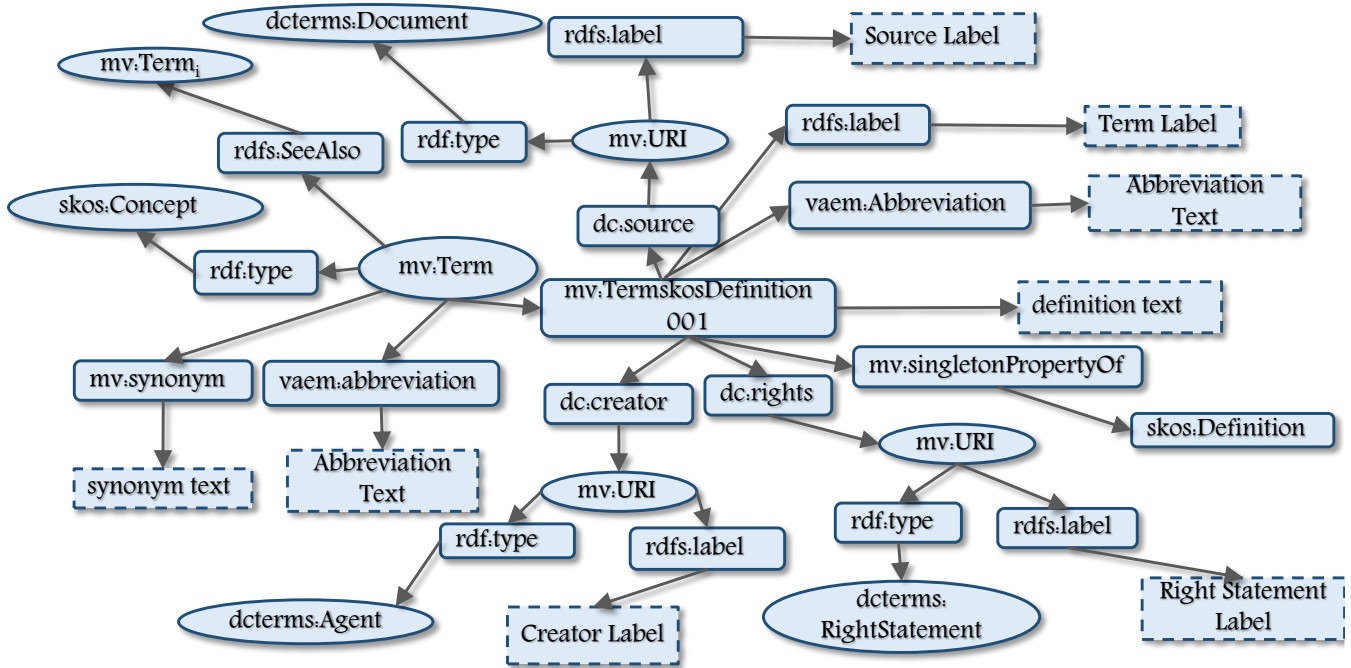 dcterms:Document
rdfs:label
Source Label
mv:Termi
rdfs:SeeAlso
rdf:type
mv:URI
rdfs:label
Term Label
skos:Concept
dc:source
vaem:Abbreviation
Abbreviation
Text
rdf:type
mv:Term
mv:TermskosDefinition
001
definition text
mv:synonym
vaem:abbreviation
dc:creator
dc:rights
mv:singletonPropertyOf
skos:Definition
synonym text
Abbreviation
Text
mv:URI
mv:URI
rdf:type
rdfs:label
rdf:type
rdfs:label
dcterms:Agent
Creator Label
dcterms:
RightStatement
Right Statement
Label